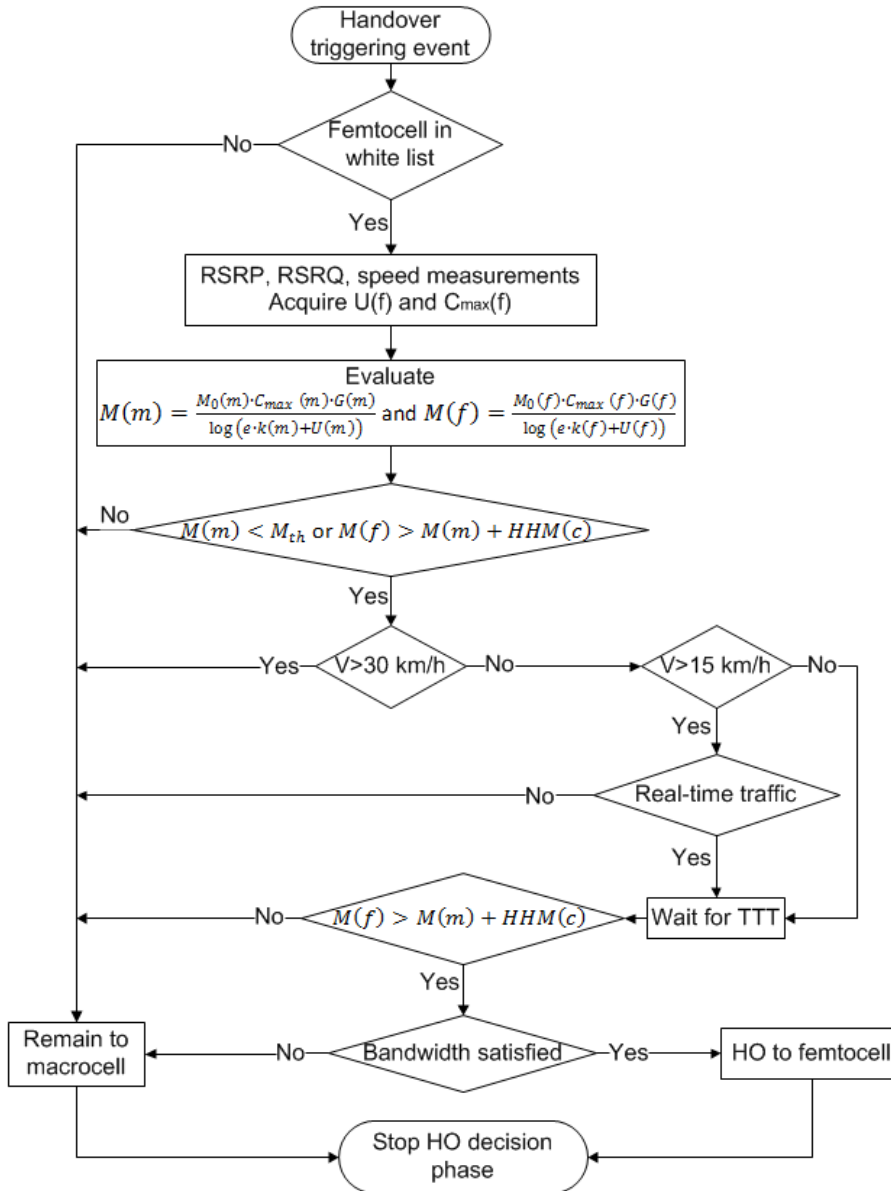 Handover
triggering event
Femtocell in
white list
No
Yes
RSRP, RSRQ, speed measurements
Acquire U(f) and Cmax(f)
Evaluate
M(m) = M₀(m)·C_max (m)·G(m) / log(e·k(m)+U(m)) and M(f) = M₀(f)·C_max (f)·G(f) / log(e·k(f)+U(f))
No
M(m) < M_th or M(f) > M(m) + HHM(c)
Yes
Yes
V>30 km/h
No
V>15 km/h
No
Yes
No
Real-time traffic
Yes
No
M(f) > M(m) + HHM(c)
Wait for TTT
Yes
Remain to
macrocell
No
Bandwidth satisfied
Yes
HO to femtocell
Stop HO decision
phase